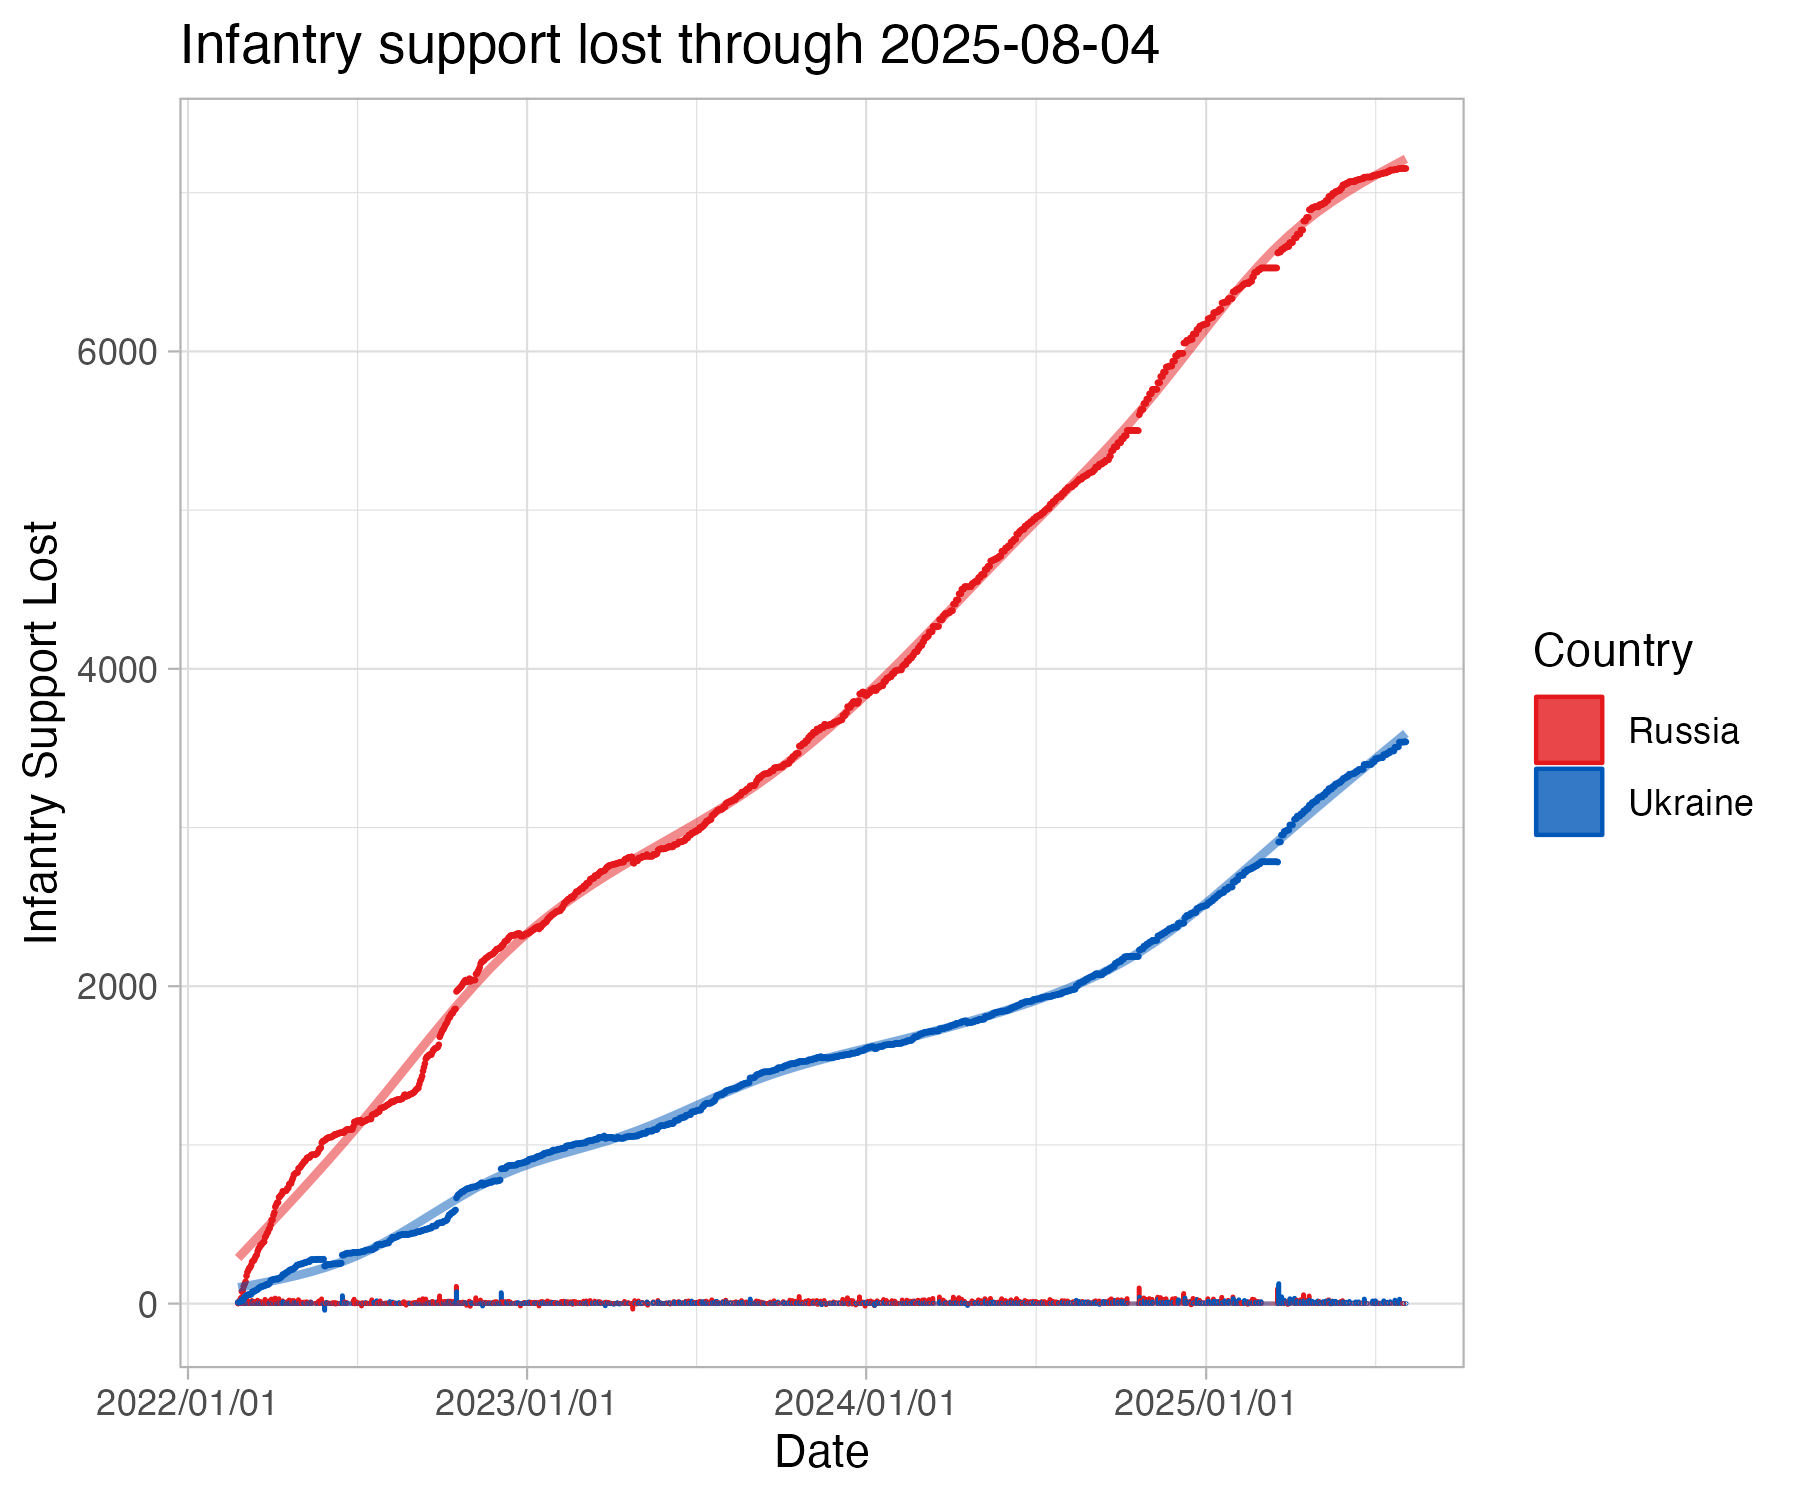 Infantry support lost through 2025-08-04
Infantry Support Lost
6000
4000
2000
0
2022/01/01
2023/01/01
2024/01/01
2025/01/01
Date
Country
Russia
Ukraine